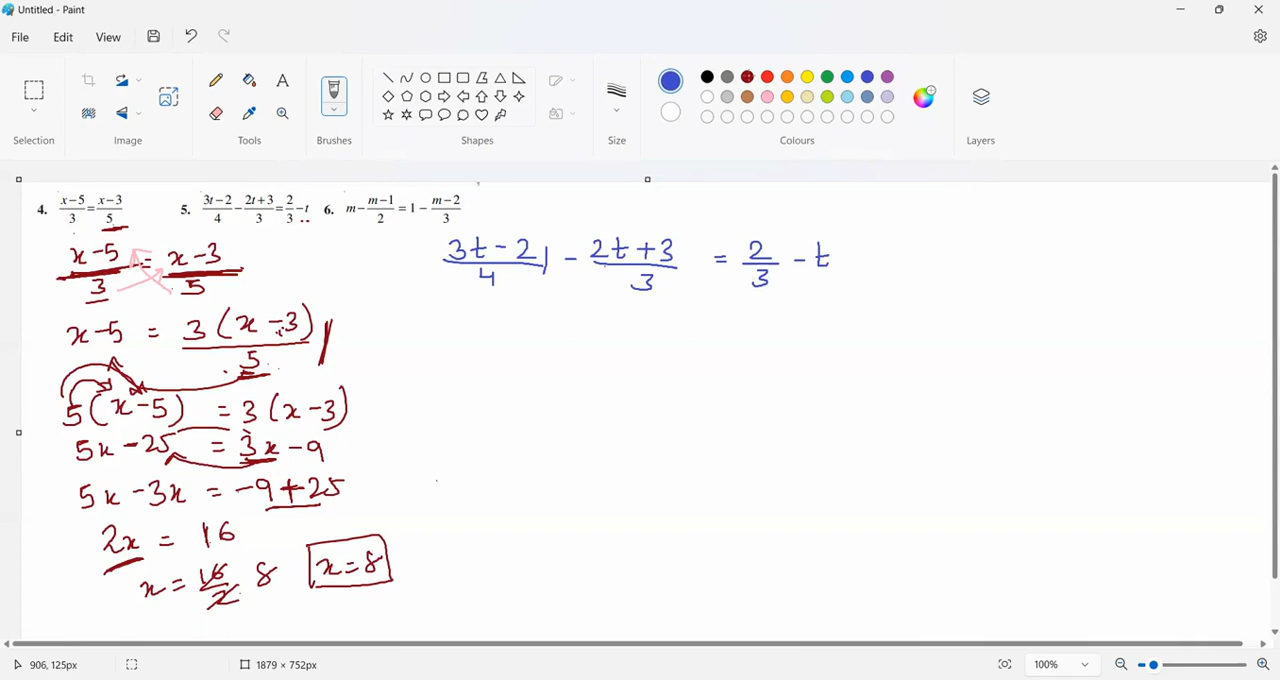 Untitled - Paint
File Edit View
Selection Image Tools Brushes Shapes Size Colours Layers
4. (x-5)/3 = (x-3)/5 5. (3t-2)/4 - (2t+3)/3 = 2/3 - t 6. m - (m-1)/2 = 1 - (m-2)/3
(x-5)/3 = (x-3)/5
x-5 = 3(x-3)/5
5(x-5) = 3(x-3)
5x-25 = 3x-9
5x-3x = -9+25
2x = 16
x = 16/2 8 x=8
(3t-2)/4 - (2t+3)/3 = 2/3 - t
906, 125px 1879 × 752px 100%